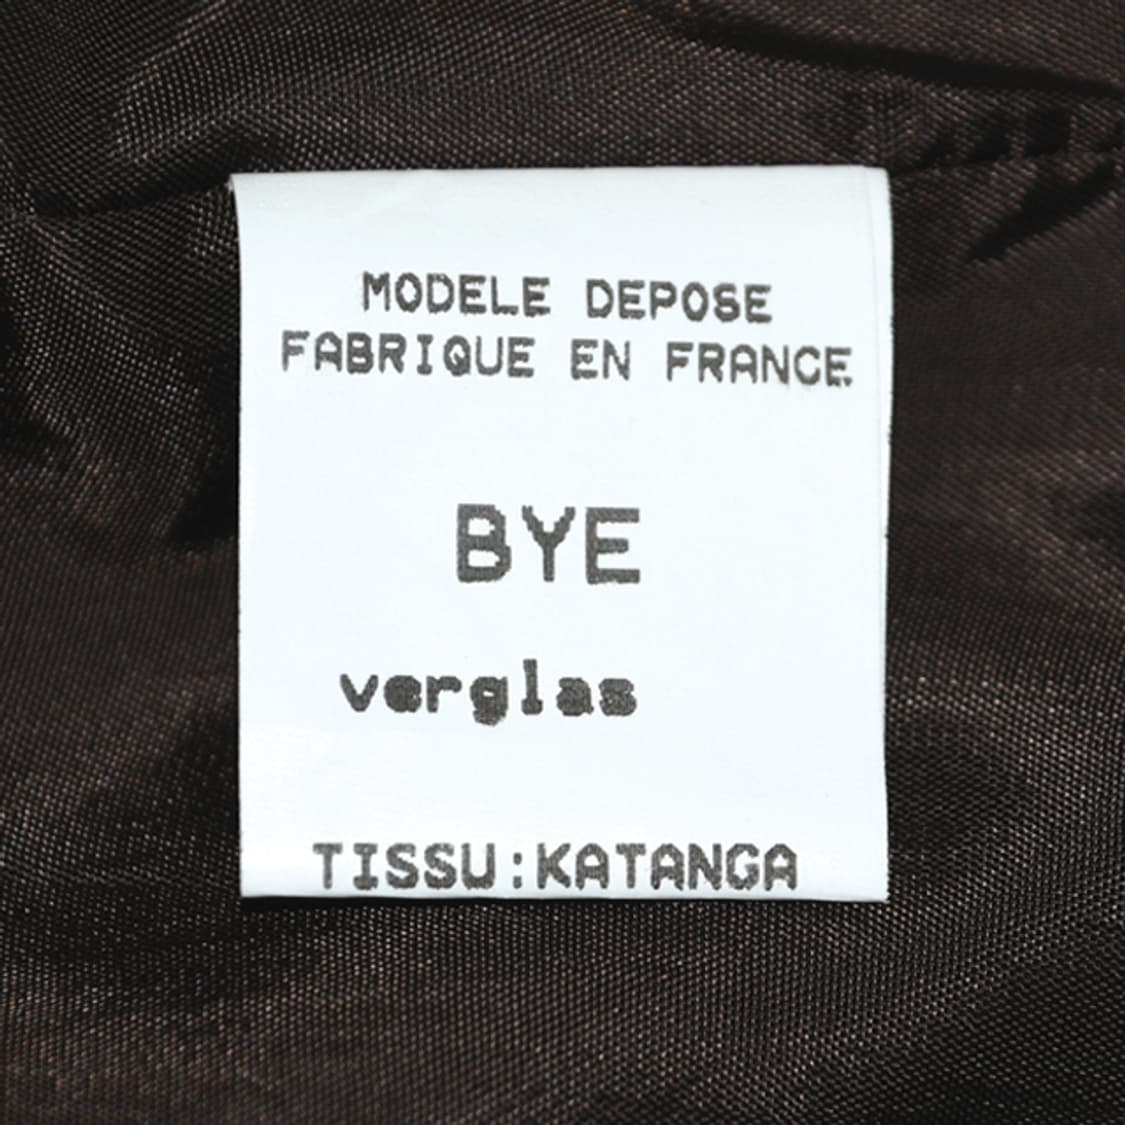 MODELE DEPOSE
FABRIQUE EN FRANCE
BYE
verglas
TISSU:KATANGA